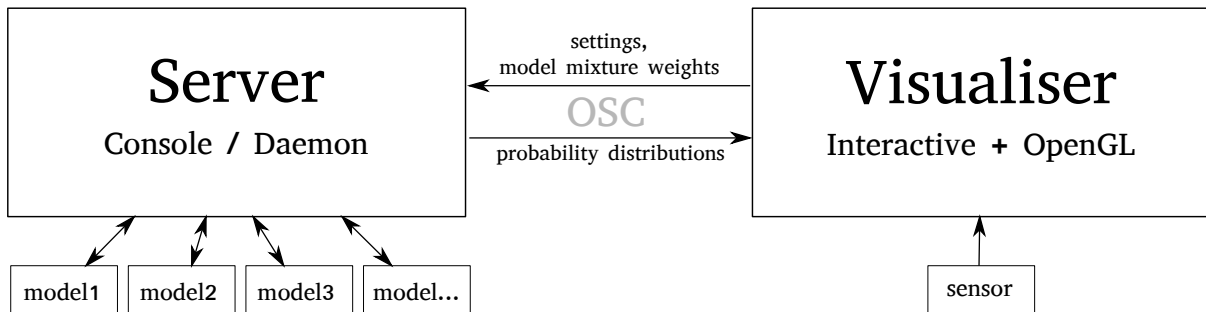 Server
Console / Daemon
settings,
model mixture weights
OSC
probability distributions
Visualiser
Interactive + OpenGL
model1
model2
model3
model...
sensor